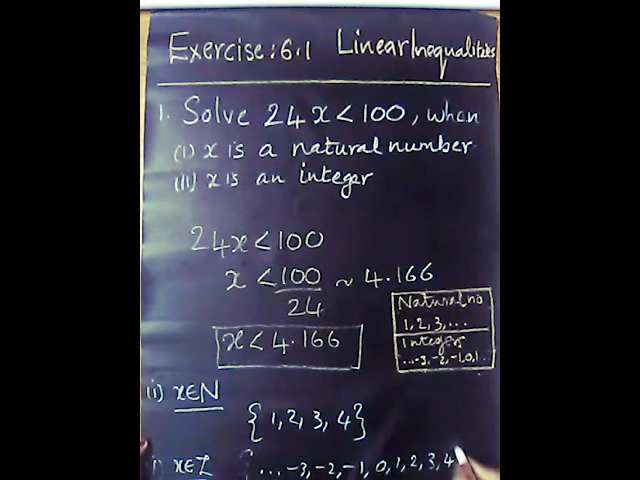 Exercise: 6.1 Linear Inequalities
1. Solve 24x < 100, when
(i) x is a natural number
(ii) x is an integer
24x < 100
x < 100/24 ~ 4.166
x < 4.166
Natural no
1, 2, 3, ...
Integer
...-3, -2, -1, 0, 1..
(i) x∈N
{1, 2, 3, 4}
x∈Z { ... -3, -2, -1, 0, 1, 2, 3, 4